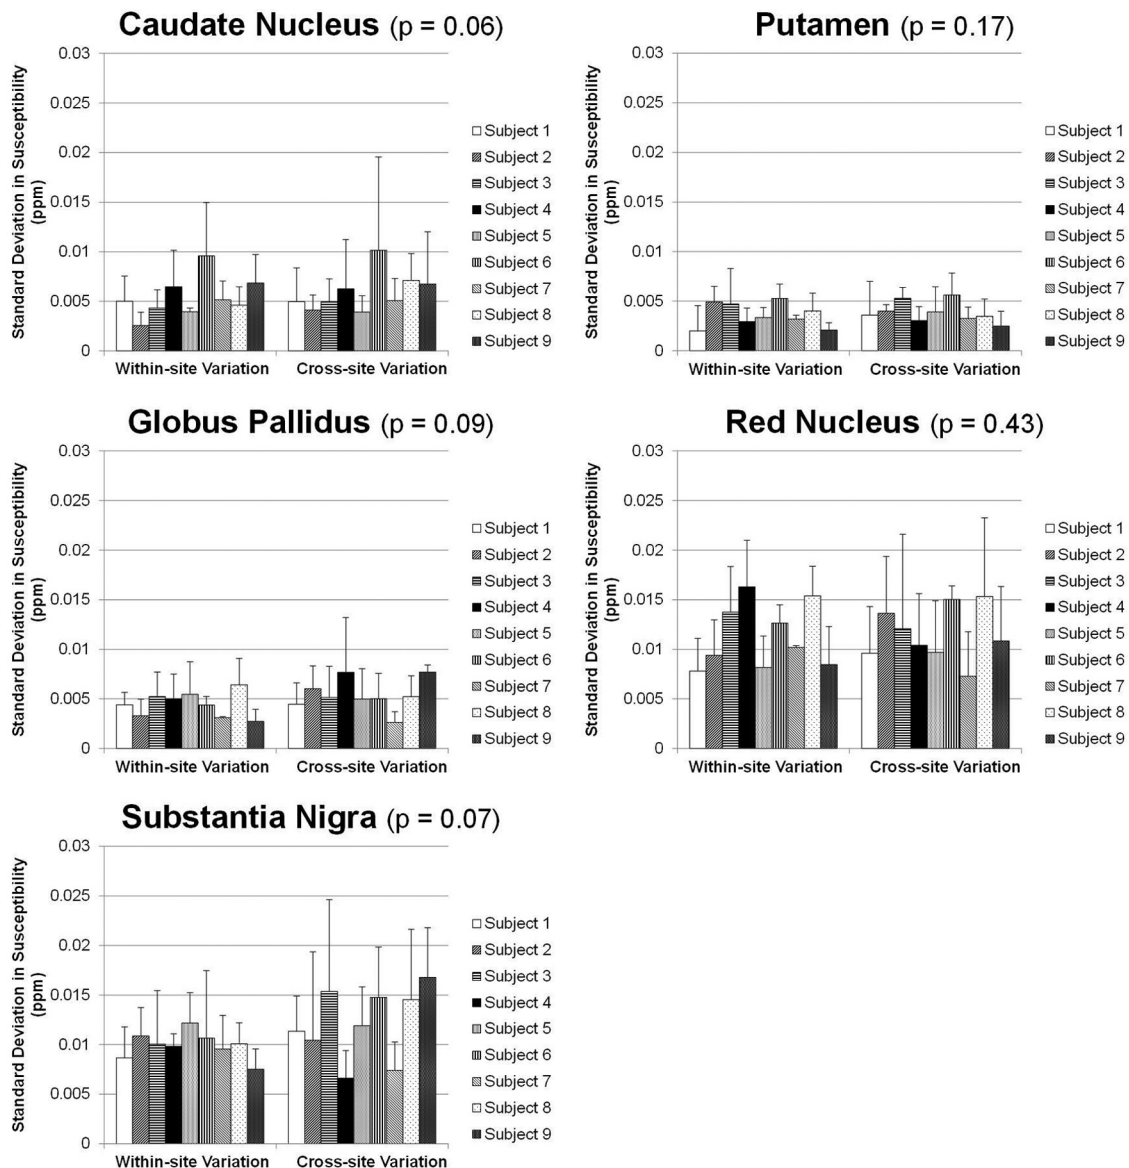 Caudate Nucleus (p = 0.06)
Standard Deviation in Susceptibility
(ppm)
0.03
0.025
0.02
0.015
0.01
0.005
0
Within-site Variation
Cross-site Variation
Subject 1
Subject 2
Subject 3
Subject 4
Subject 5
Subject 6
Subject 7
Subject 8
Subject 9
Putamen (p = 0.17)
Standard Deviation in Susceptibility
(ppm)
0.03
0.025
0.02
0.015
0.01
0.005
0
Within-site Variation
Cross-site Variation
Subject 1
Subject 2
Subject 3
Subject 4
Subject 5
Subject 6
Subject 7
Subject 8
Subject 9
Globus Pallidus (p = 0.09)
Standard Deviation in Susceptibility
(ppm)
0.03
0.025
0.02
0.015
0.01
0.005
0
Within-site Variation
Cross-site Variation
Subject 1
Subject 2
Subject 3
Subject 4
Subject 5
Subject 6
Subject 7
Subject 8
Subject 9
Red Nucleus (p = 0.43)
Standard Deviation in Susceptibility
(ppm)
0.03
0.025
0.02
0.015
0.01
0.005
0
Within-site Variation
Cross-site Variation
Subject 1
Subject 2
Subject 3
Subject 4
Subject 5
Subject 6
Subject 7
Subject 8
Subject 9
Substantia Nigra (p = 0.07)
Standard Deviation in Susceptibility
(ppm)
0.03
0.025
0.02
0.015
0.01
0.005
0
Within-site Variation
Cross-site Variation
Subject 1
Subject 2
Subject 3
Subject 4
Subject 5
Subject 6
Subject 7
Subject 8
Subject 9